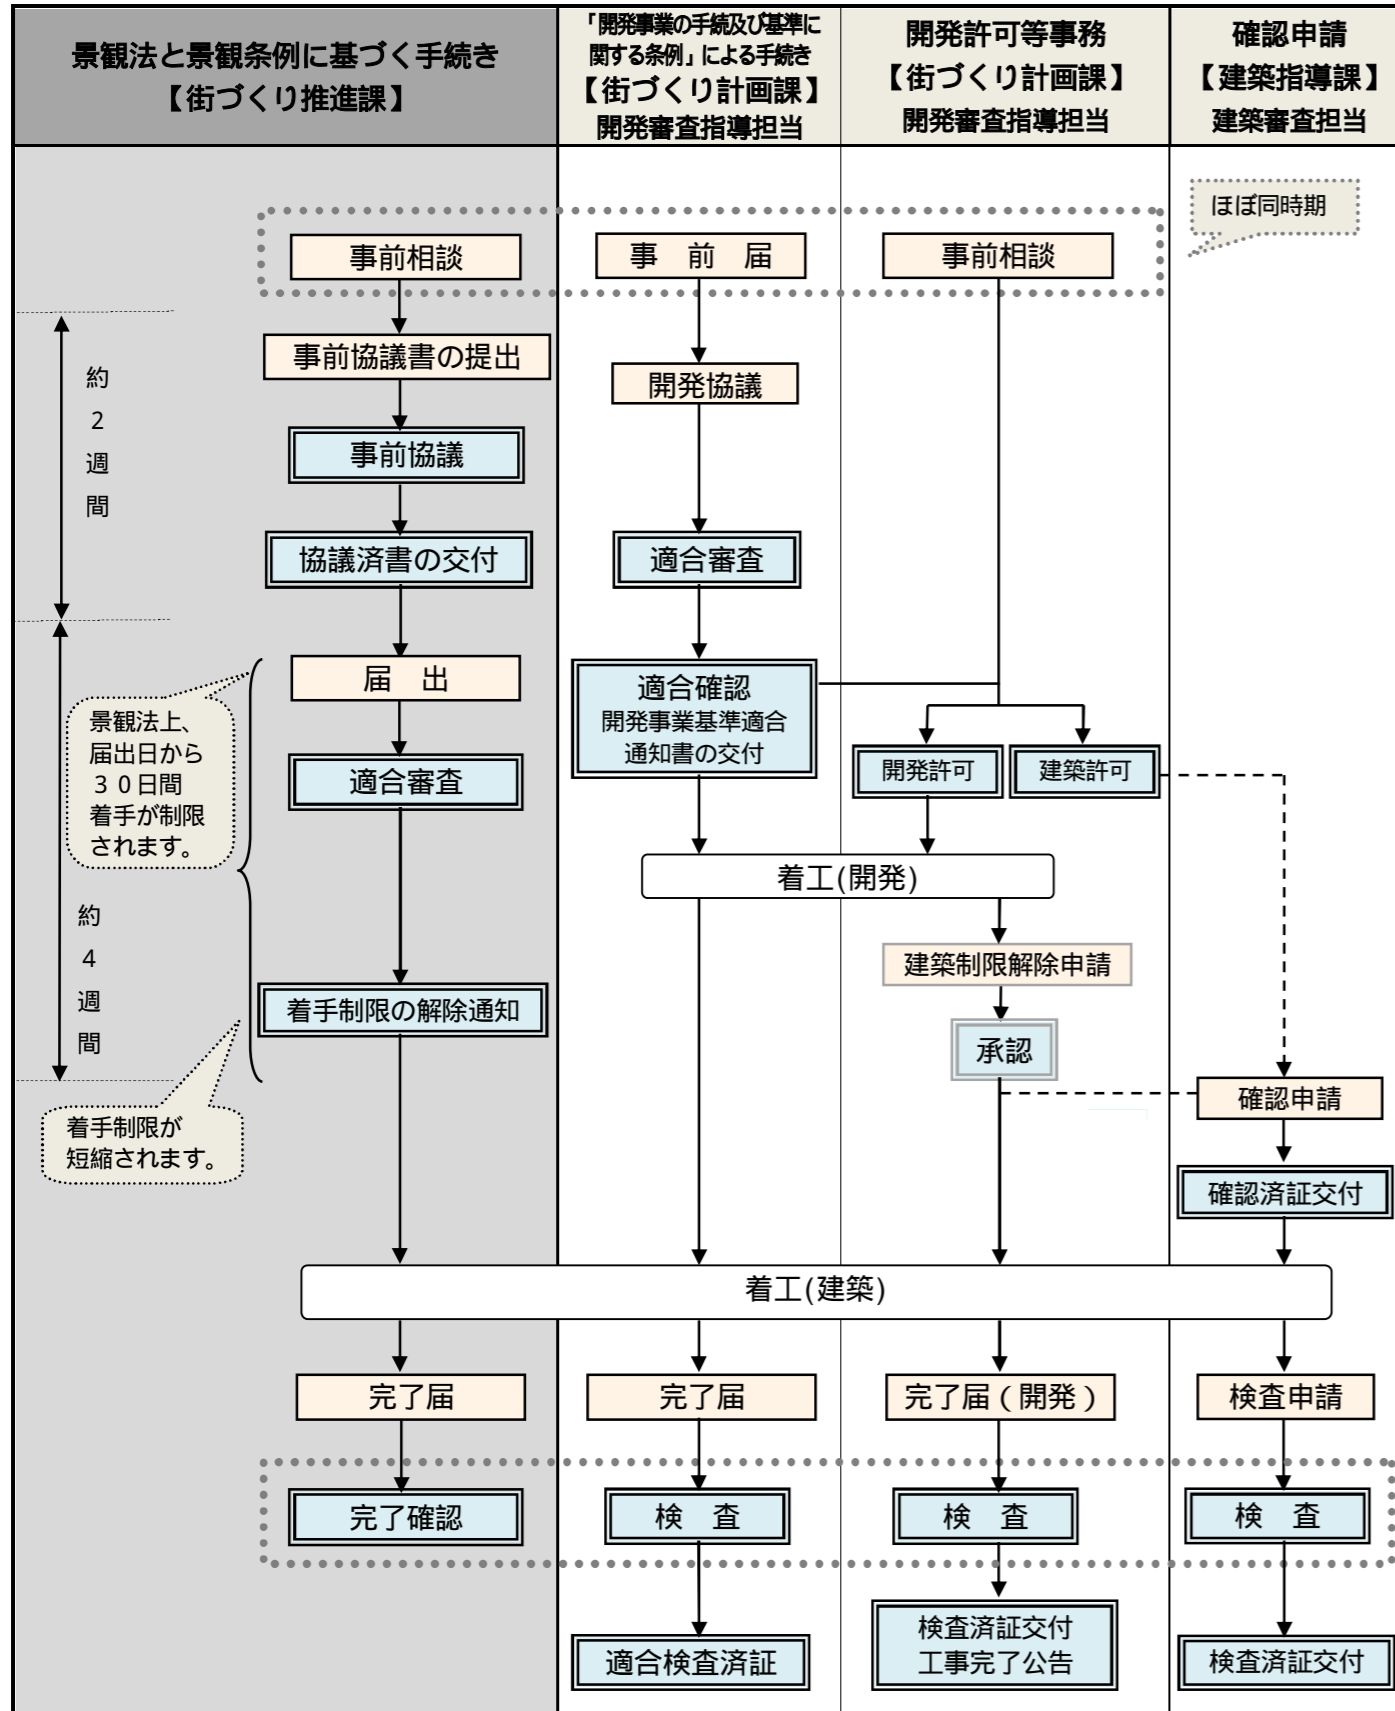 景観法と景観条例に基づく手続き
【街づくり推進課】
「開発事業の手続及び基準に
関する条例」による手続き
【街づくり計画課】
開発審査指導担当
開発許可等事務
【街づくり計画課】
開発審査指導担当
確認申請
【建築指導課】
建築審査担当
ほぼ同時期
事前相談
事 前 届
事前相談
約
2
週
間
事前協議書の提出
開発協議
事前協議
協議済書の交付
適合審査
届 出
適合確認
開発事業基準適合
通知書の交付
景観法上、
届出日から
30日間
着手が制限
されます。
適合審査
開発許可
建築許可
着工(開発)
約
4
週
間
建築制限解除申請
着手制限の解除通知
承認
確認申請
着手制限が
短縮されます。
確認済証交付
着工(建築)
完了届
完了届
完了届(開発)
検査申請
完了確認
検 査
検 査
検 査
適合検査済証
検査済証交付
工事完了公告
検査済証交付